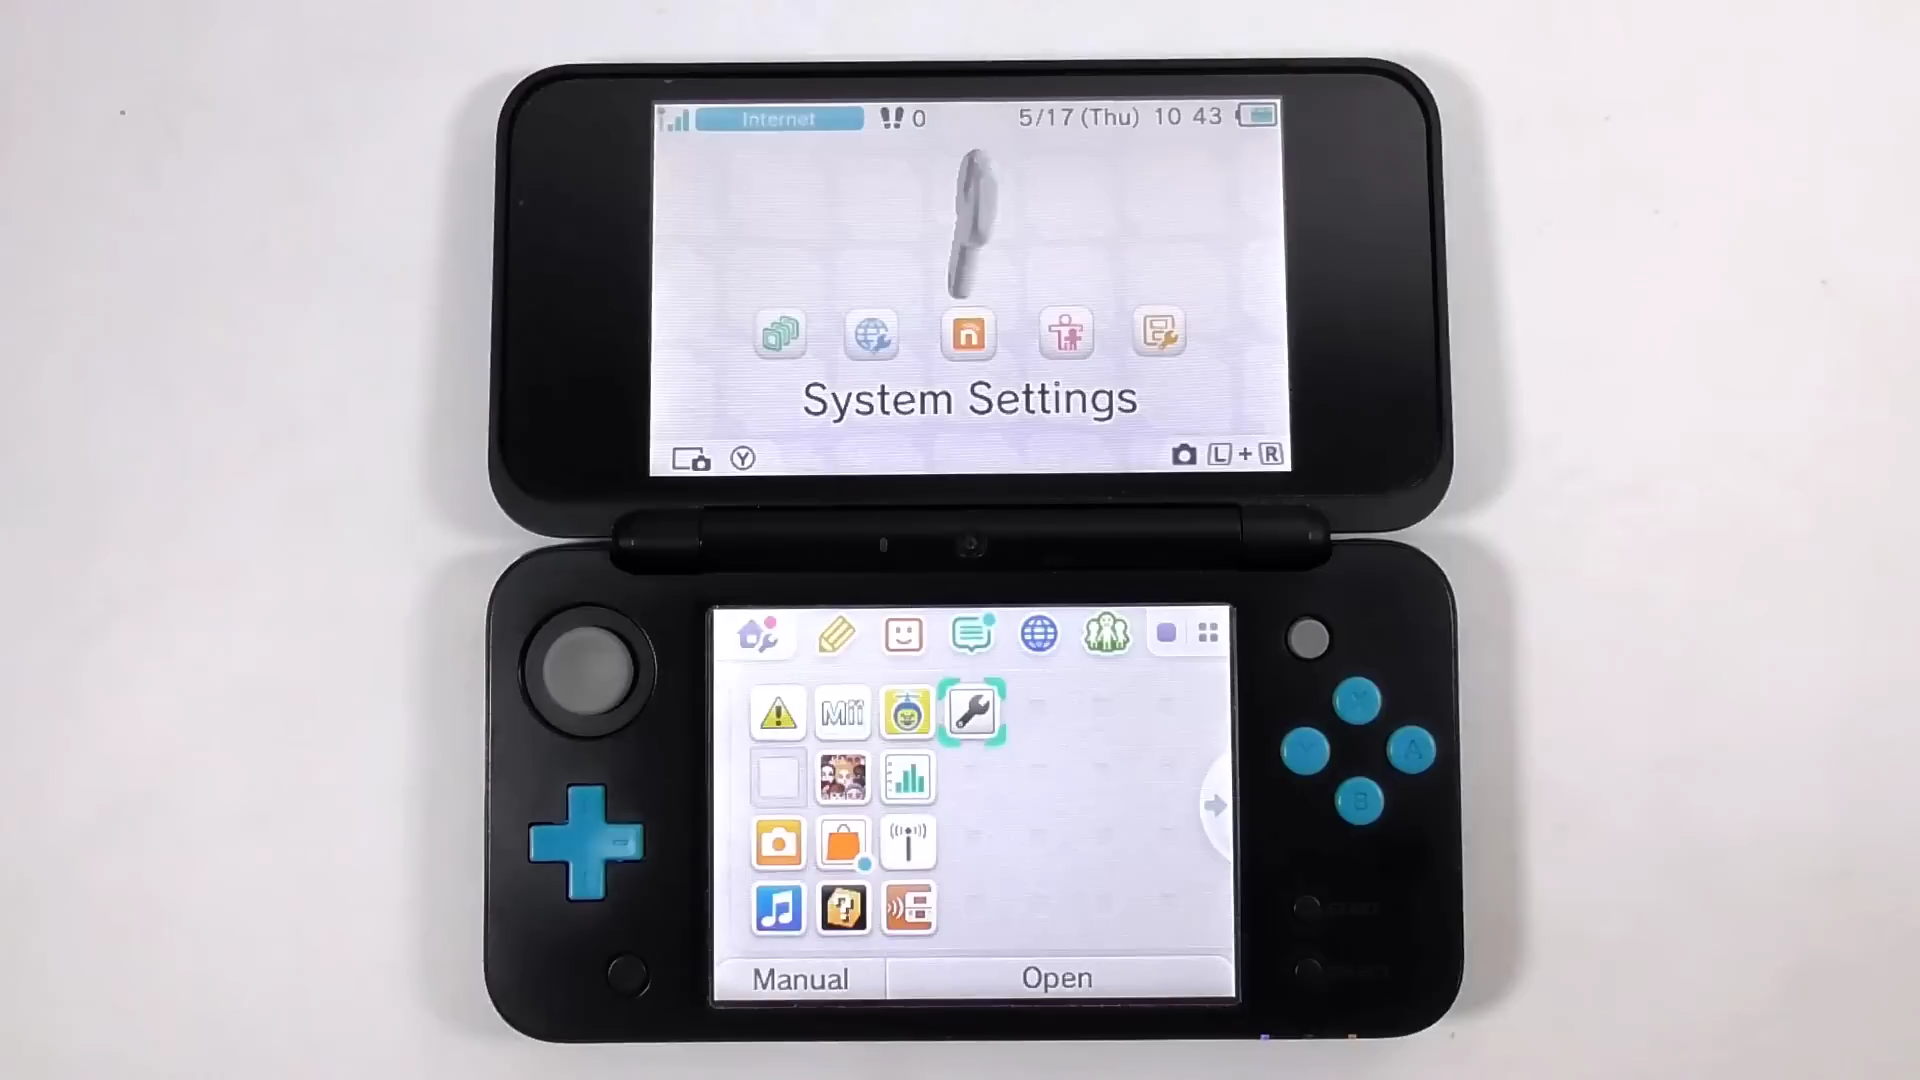 Internet 0 5/17 (Thu) 10 43
n
System Settings
Y L + R
Mii
?
Manual Open
X
Y A
B